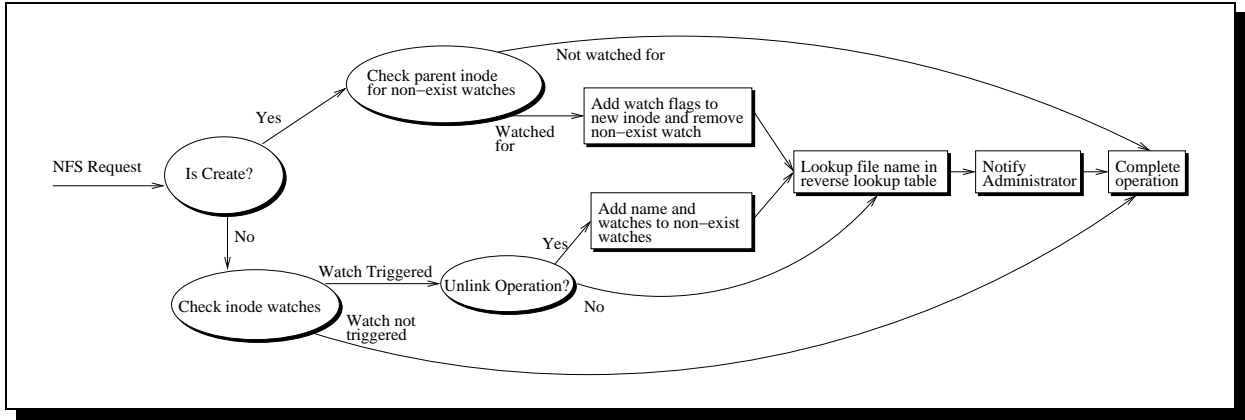 Not watched for
Check parent inode
for non−exist watches
Add watch flags to
new inode and remove
non−exist watch
Yes
Watched
for
NFS Request
Is Create?
Lookup file name in
reverse lookup table
Notify
Administrator
Complete
operation
Add name and
watches to non−exist
watches
No
Yes
Watch Triggered
Unlink Operation?
Check inode watches
No
Watch not
triggered